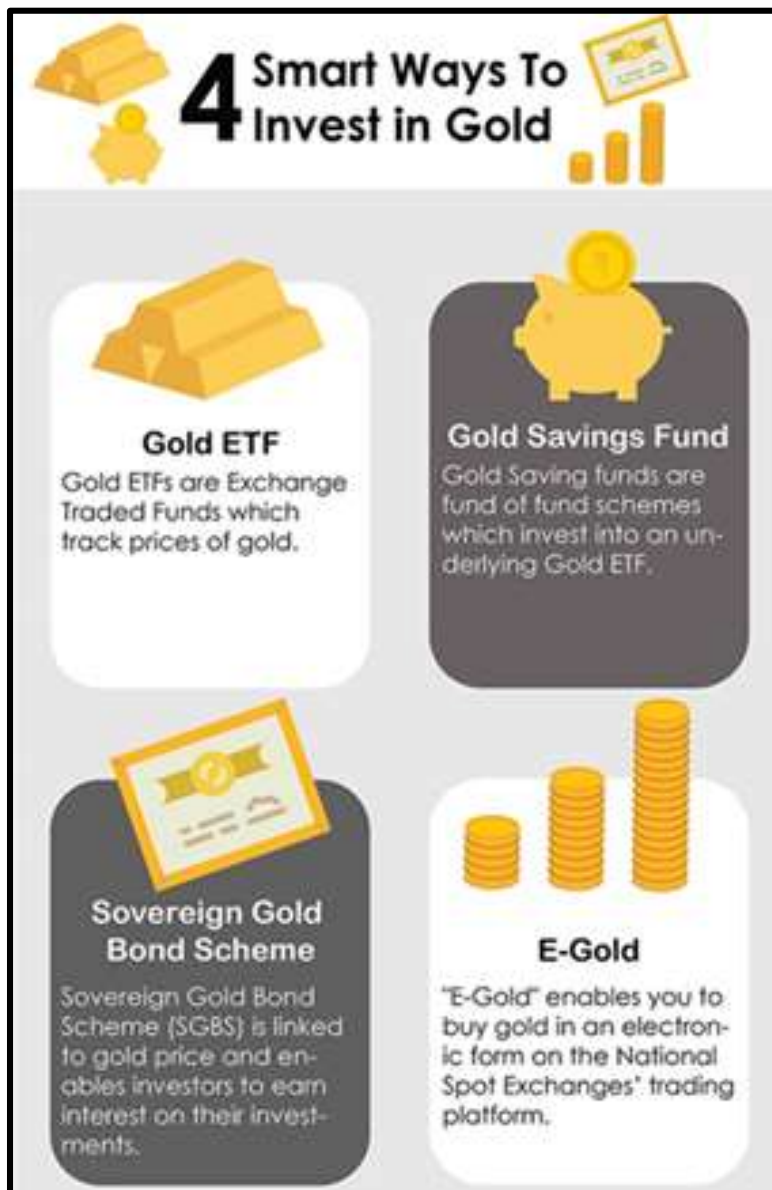 4 Smart Ways To
Invest in Gold
Gold ETF
Gold ETFs are Exchange
Traded Funds which
track prices of gold.
Gold Savings Fund
Gold Saving funds are
fund of fund schemes
which invest into an un-
derlying Gold ETF.
Sovereign Gold
Bond Scheme
Sovereign Gold Bond
Scheme (SGBS) is linked
to gold price and en-
ables investors to earn
interest on their invest-
ments.
E-Gold
"E-Gold" enables you to
buy gold in an electron-
ic form on the National
Spot Exchanges' trading
platform.